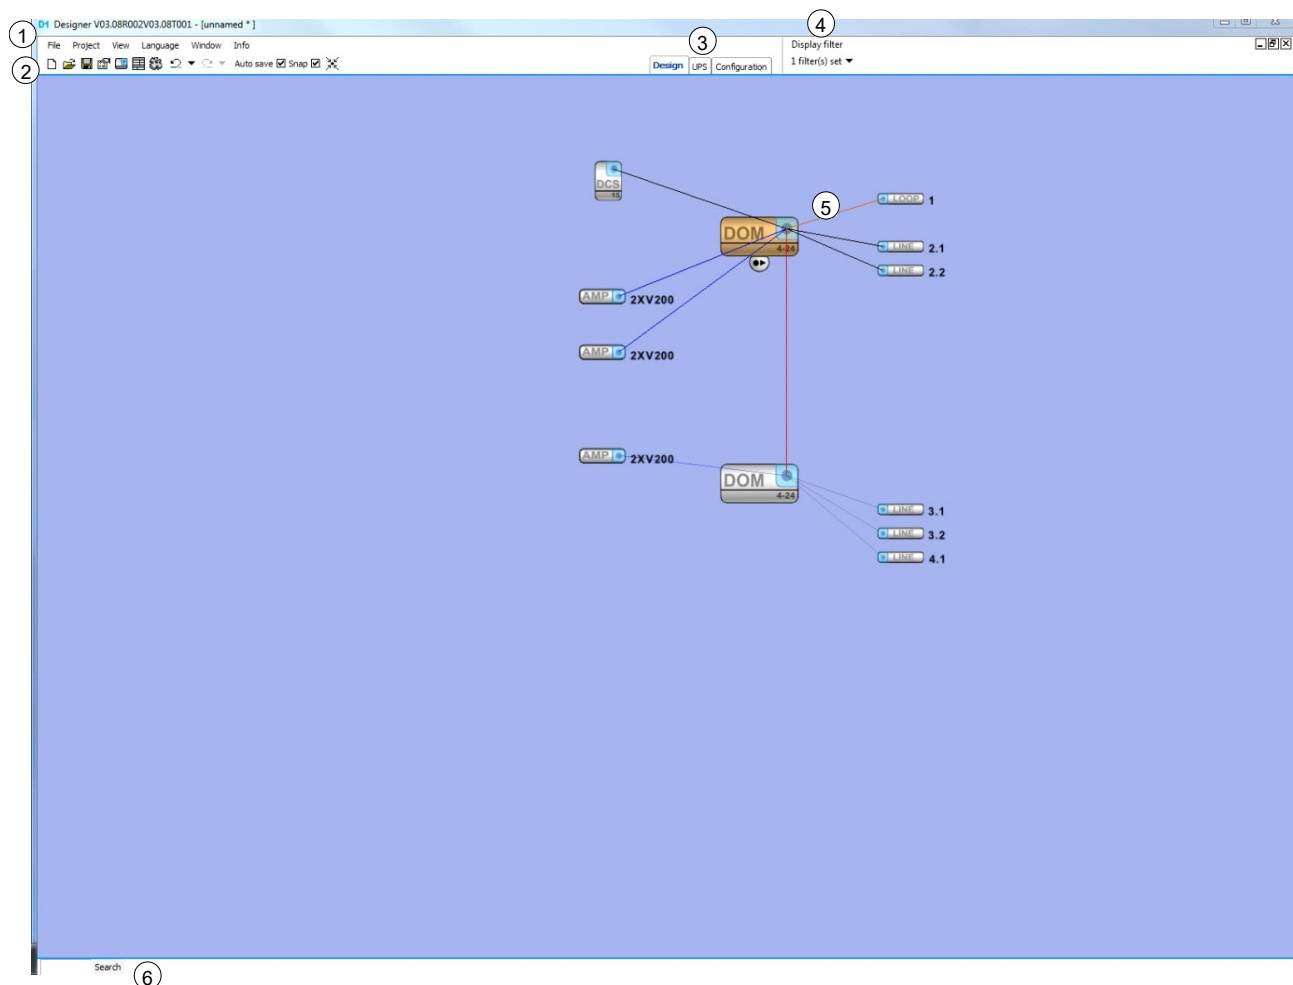 D1 Designer V03.08R002V03.08T001 - [unnamed * ]
4
1
File Project View Language Window Info
3
Display filter
2
Auto save Snap
Design UPS Configuration
1 filter(s) set
DCS
15
5
LOOP 1
DOM
4-24
LINE 2.1
LINE 2.2
AMP 2XV200
AMP 2XV200
AMP 2XV200
DOM
4-24
LINE 3.1
LINE 3.2
LINE 4.1
Search
6